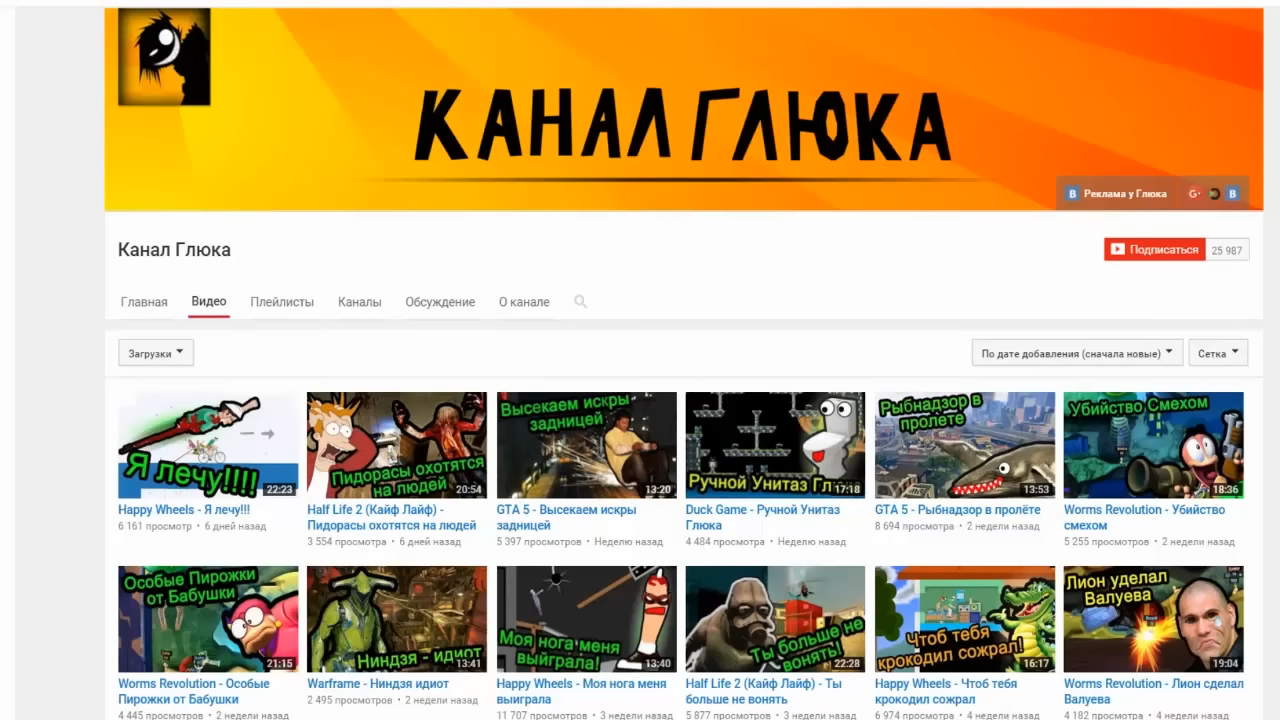 КАНАЛ ГЛЮКА
Реклама у Глюка
Канал Глюка
Подписаться 25 987
Главная Видео Плейлисты Каналы Обсуждение О канале
Загрузки По дате добавления (сначала новые) Сетка
Я лечу!!!!
22:23
Пидорасы охотятся
на людей
20:54
Высекаем искры
задницей
13:20
Ручной Унитаз
17:18
Рыбнадзор в
пролете
13:53
Убийство Смехом
18:36
Happy Wheels - Я лечу!!!
6 161 просмотр • 6 дней назад
Half Life 2 (Кайф Лайф) -
Пидорасы охотятся на людей
3 554 просмотра • 6 дней назад
GTA 5 - Высекаем искры
задницей
5 397 просмотров • Неделю назад
Duck Game - Ручной Унитаз
Глюка
4 484 просмотра • Неделю назад
GTA 5 - Рыбнадзор в пролёте
8 694 просмотра • 2 недели назад
Worms Revolution - Убийство
смехом
5 255 просмотров • 2 недели назад
Особые Пирожки
от Бабушки
21:15
Ниндзя - идиот
13:41
Моя нога меня
выиграла!
13:40
Ты больше не
вонять!
22:28
Чтоб тебя
крокодил сожрал!
16:17
Лион уделал
Валуева
19:04
Worms Revolution - Особые
Пирожки от Бабушки
4 445 просмотров • 2 недели назад
Warframe - Ниндзя идиот
2 495 просмотров • 2 недели назад
Happy Wheels - Моя нога меня
выиграла
11 707 просмотров • 3 недели назад
Half Life 2 (Кайф Лайф) - Ты
больше не вонять
5 877 просмотров • 3 недели назад
Happy Wheels - Чтоб тебя
крокодил сожрал
6 974 просмотра • 4 недели назад
Worms Revolution - Лион сделал
Валуева
4 182 просмотра • 4 недели назад